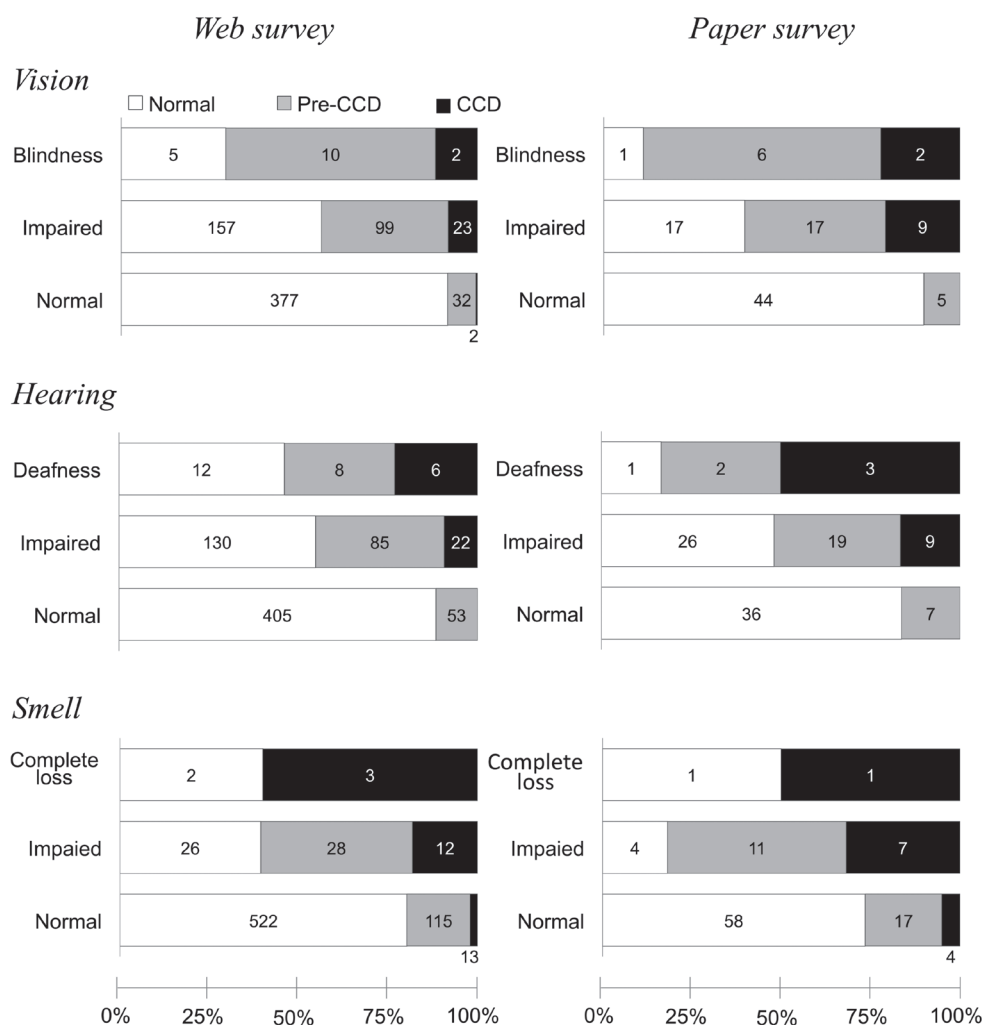 Web survey Paper survey
Vision
Normal Pre-CCD CCD
Blindness 5 10 2 Blindness 1 6 2
Impaired 157 99 23 Impaired 17 17 9
Normal 377 32 Normal 44 5
2
Hearing
Deafness 12 8 6 Deafness 1 2 3
Impaired 130 85 22 Impaired 26 19 9
Normal 405 53 Normal 36 7
Smell
Complete
loss 2 3 Complete
loss 1 1
Impaied 26 28 12 Impaied 4 11 7
Normal 522 115 Normal 58 17
13 4
0% 25% 50% 75% 100% 0% 25% 50% 75% 100%